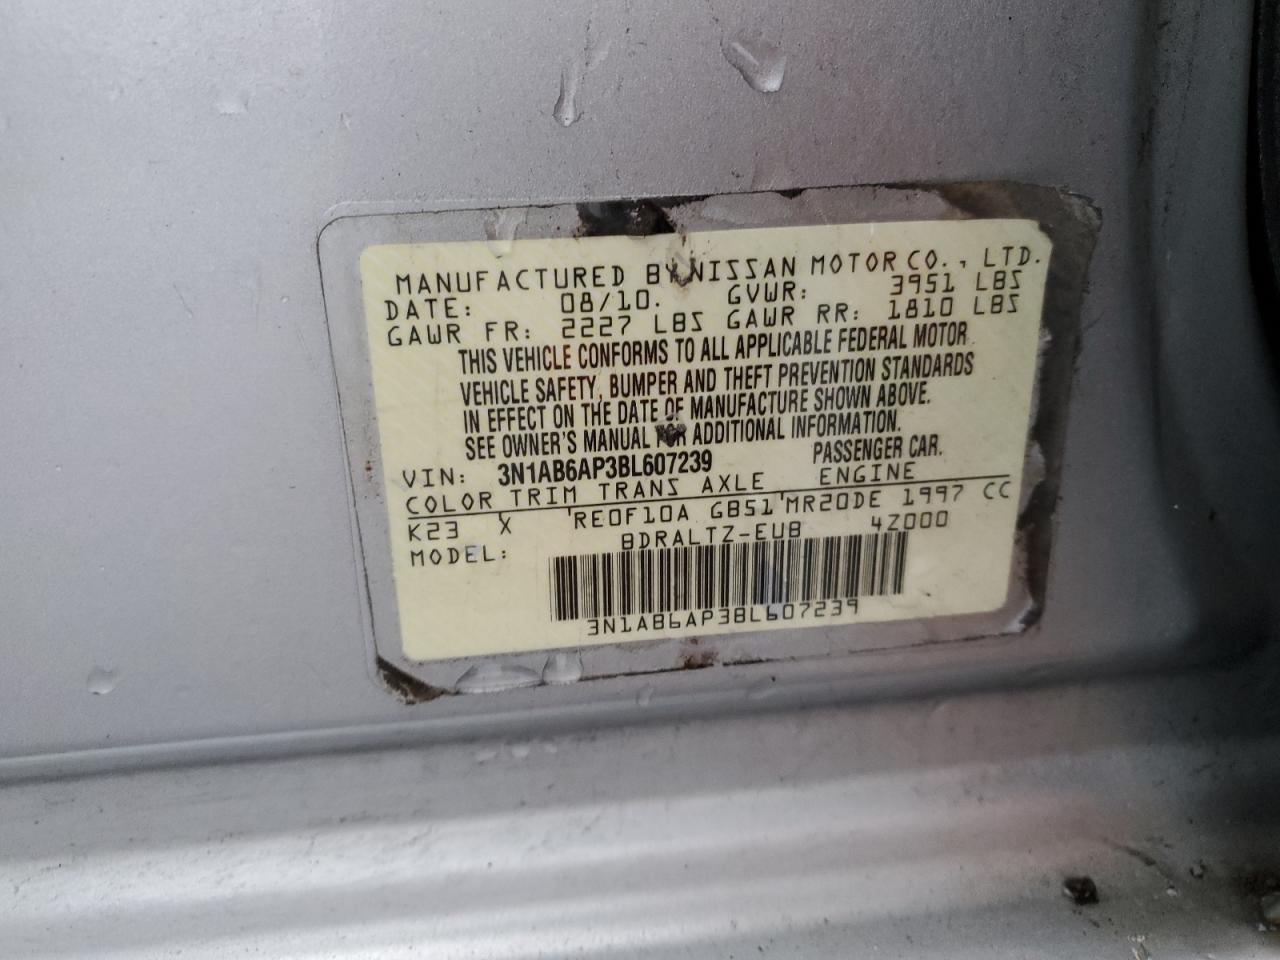 MANUFACTURED BY NISSAN MOTOR CO., LTD.
DATE: 08/10. GVWR: 3951 LBS
GAWR FR: 2227 LBS GAWR RR: 1810 LBS
THIS VEHICLE CONFORMS TO ALL APPLICABLE FEDERAL MOTOR
VEHICLE SAFETY, BUMPER AND THEFT PREVENTION STANDARDS
IN EFFECT ON THE DATE OF MANUFACTURE SHOWN ABOVE.
SEE OWNER'S MANUAL FOR ADDITIONAL INFORMATION.
VIN: 3N1AB6AP3BL607239 PASSENGER CAR.
COLOR TRIM TRANS AXLE ENGINE
K23 X RE0F10A GB51 MR20DE 1997 CC
MODEL: BDRALTZ-EUB 4Z000
3N1AB6AP3BL607239